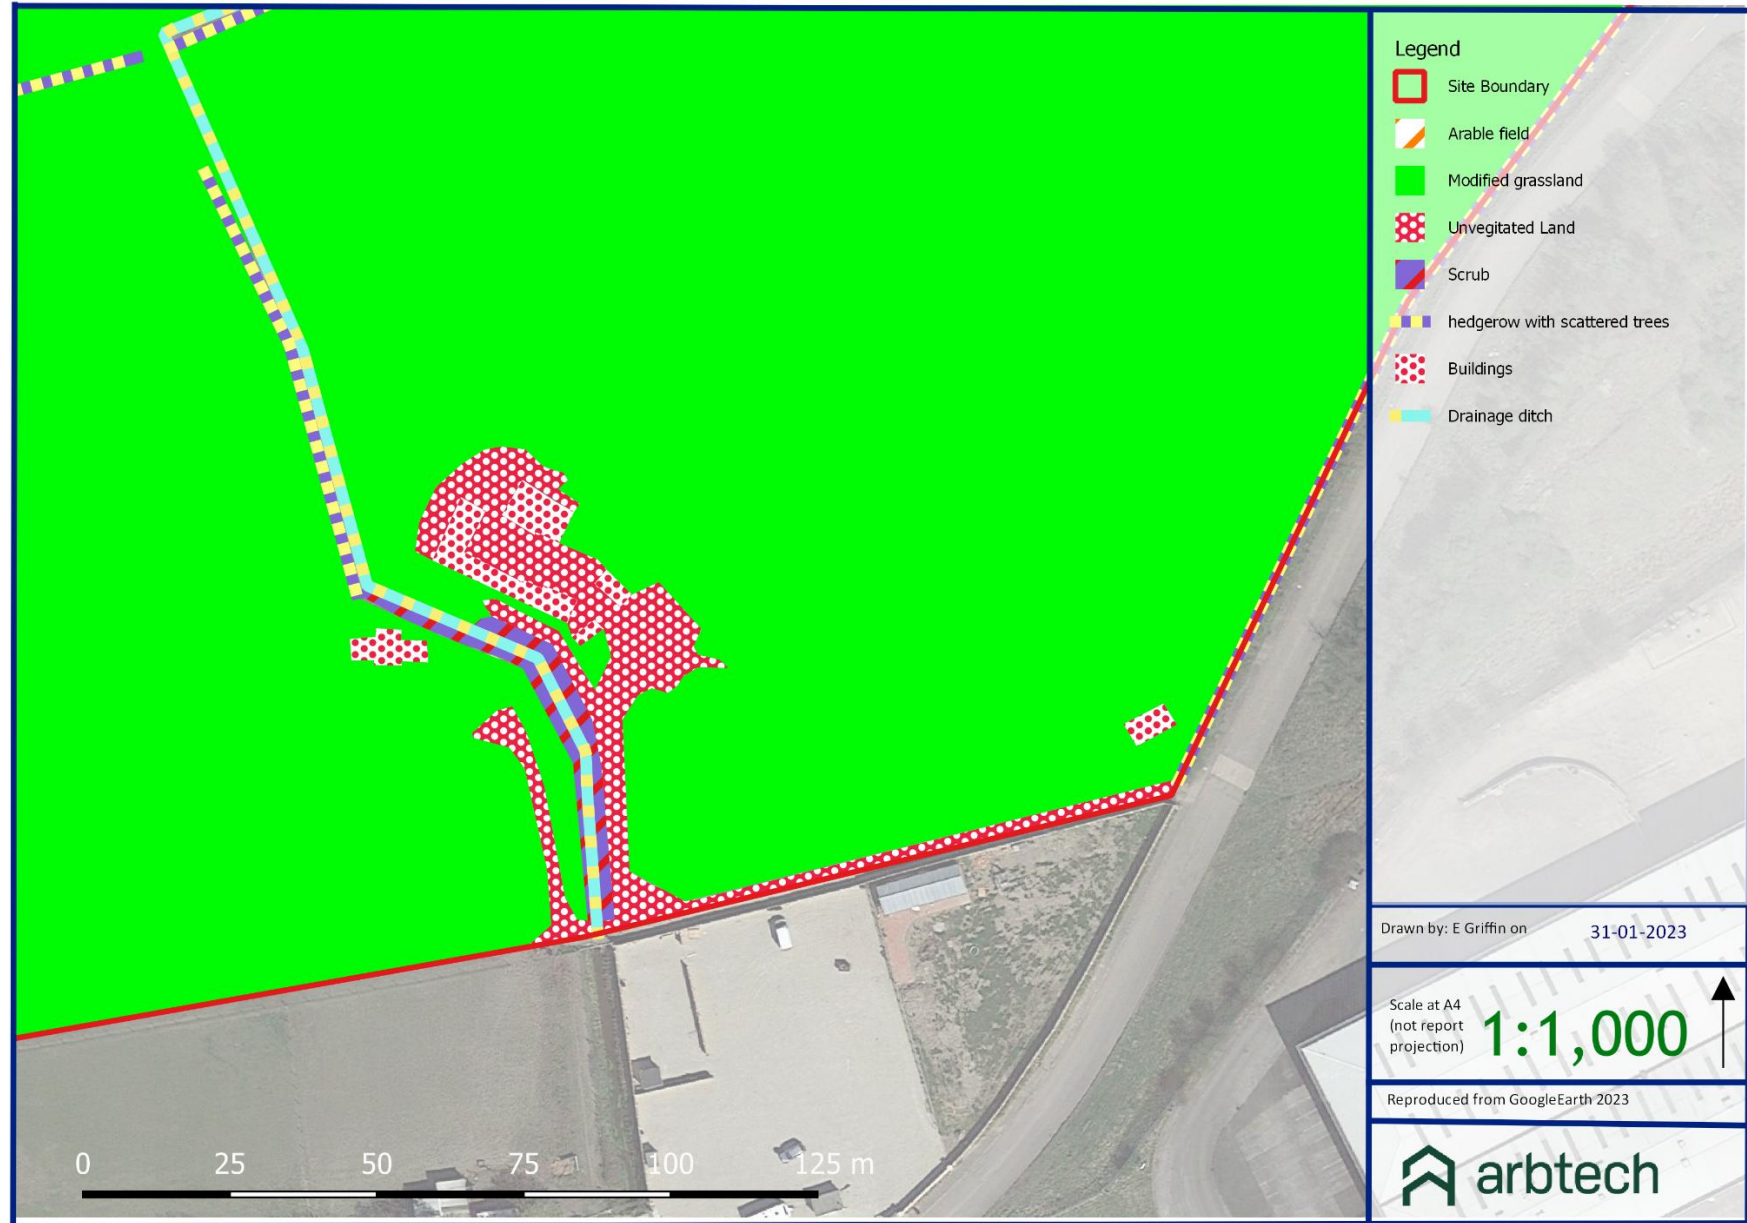 Legend
Site Boundary
Arable field
Modified grassland
Unvegitated Land
Scrub
hedgerow with scattered trees
Buildings
Drainage ditch
Drawn by: E Griffin on 31-01-2023
Scale at A4
(not report
projection)
1:1,000
Reproduced from GoogleEarth 2023
arbtech
0 25 50 75 100 125 m